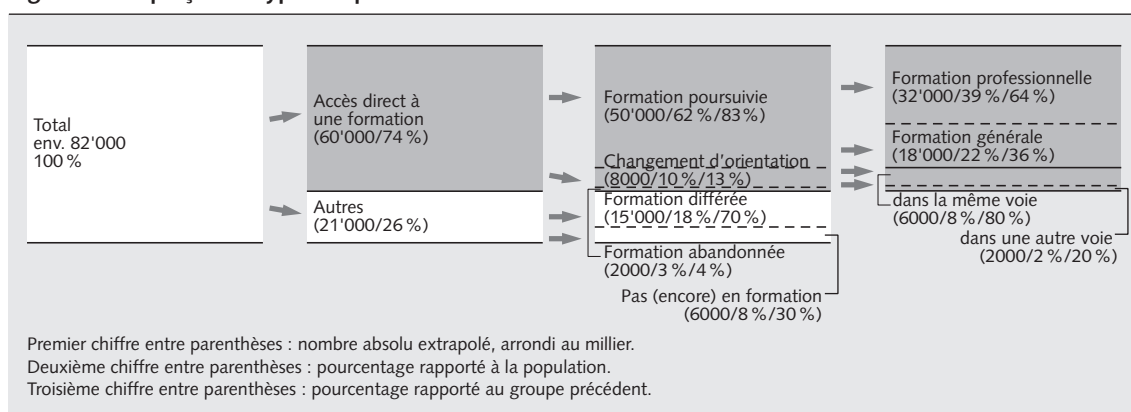 Total
env. 82'000
100 %
Accès direct à
une formation
(60'000/74 %)
Autres
(21'000/26 %)
Formation poursuivie
(50'000/62 %/83%)
Changement d'orientation
(8000/10 %/13 %)
Formation différée
(15'000/18 %/70 %)
Formation abandonnée
(2000/3 %/4 %)
Pas (encore) en formation
(6000/8 %/30 %)
Formation professionnelle
(32'000/39 %/64 %)
Formation générale
(18'000/22 %/36 %)
dans la même voie
(6000/8 %/80 %)
dans une autre voie
(2000/2 %/20 %)
Premier chiffre entre parenthèses : nombre absolu extrapolé, arrondi au millier.
Deuxième chiffre entre parenthèses : pourcentage rapporté à la population.
Troisième chiffre entre parenthèses : pourcentage rapporté au groupe précédent.